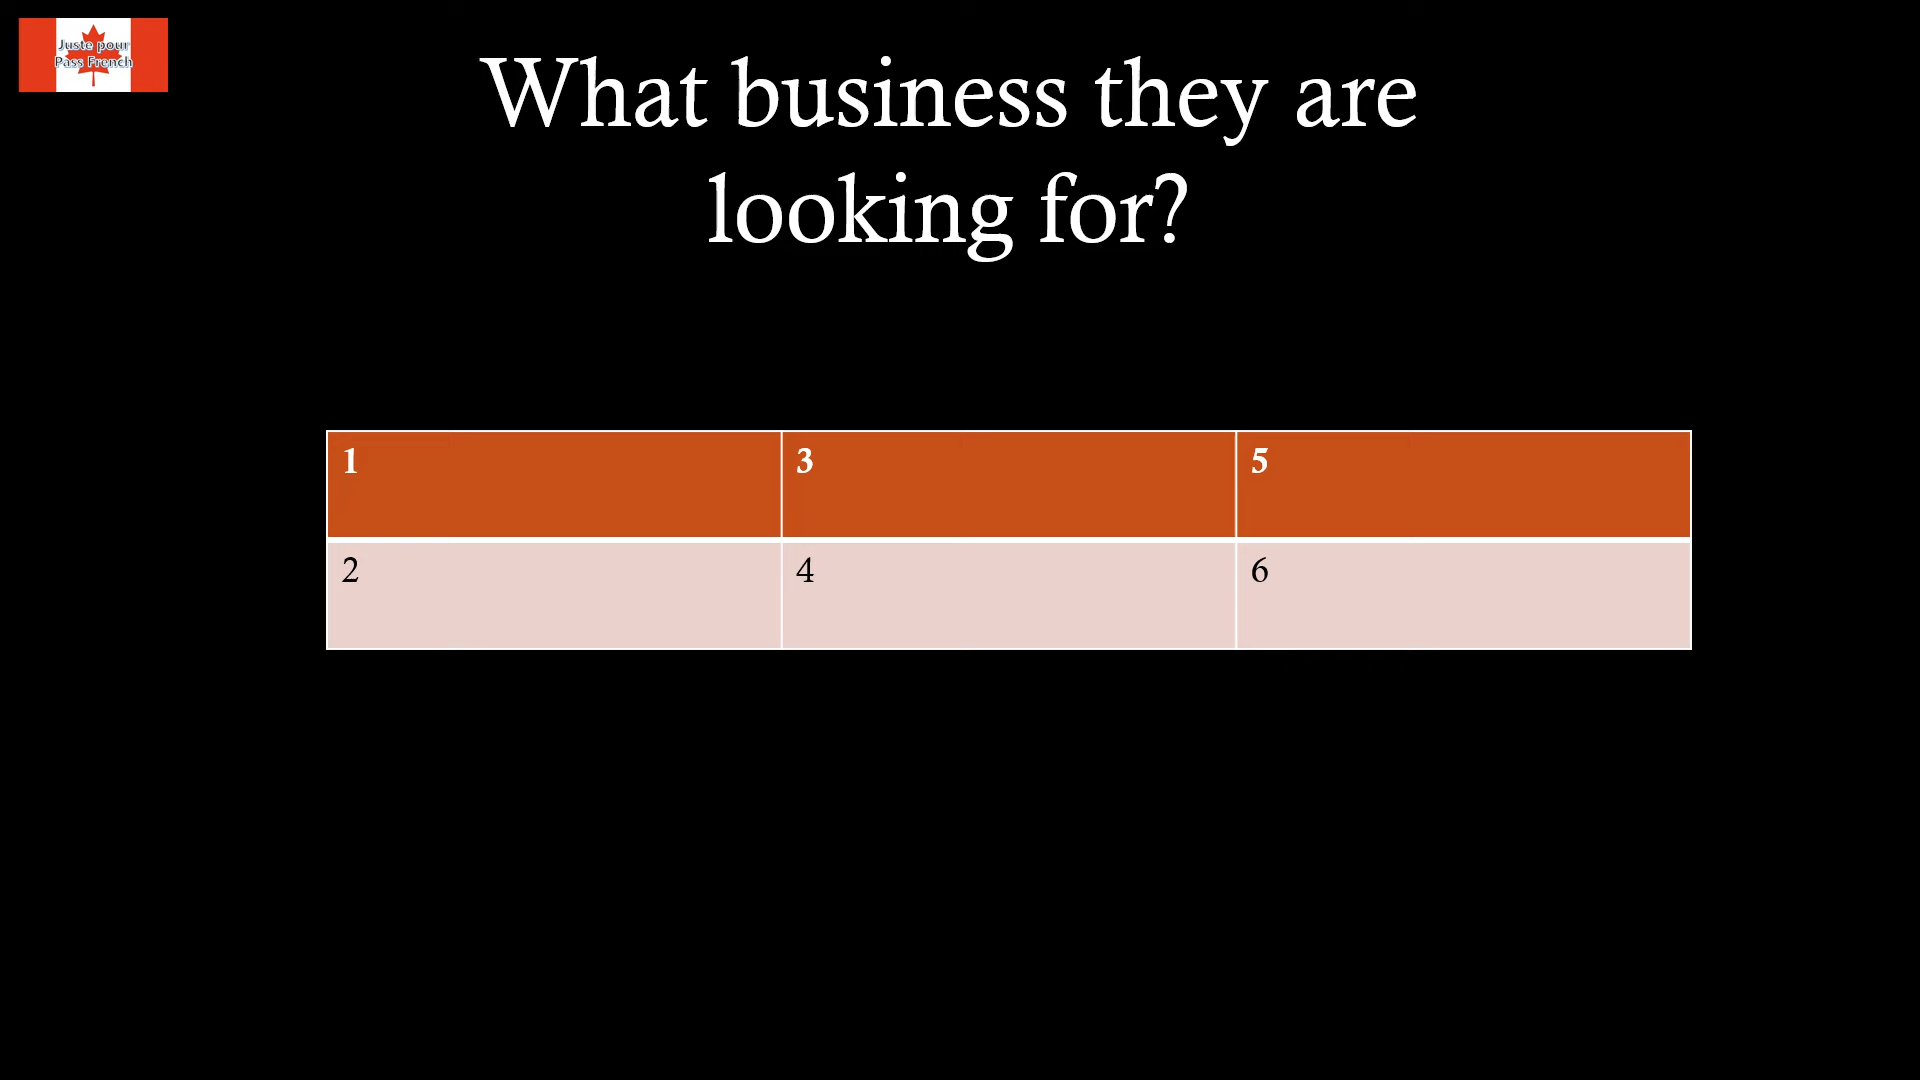 Juste pour
Pass French
What business they are
looking for?
1 3 5
2 4 6